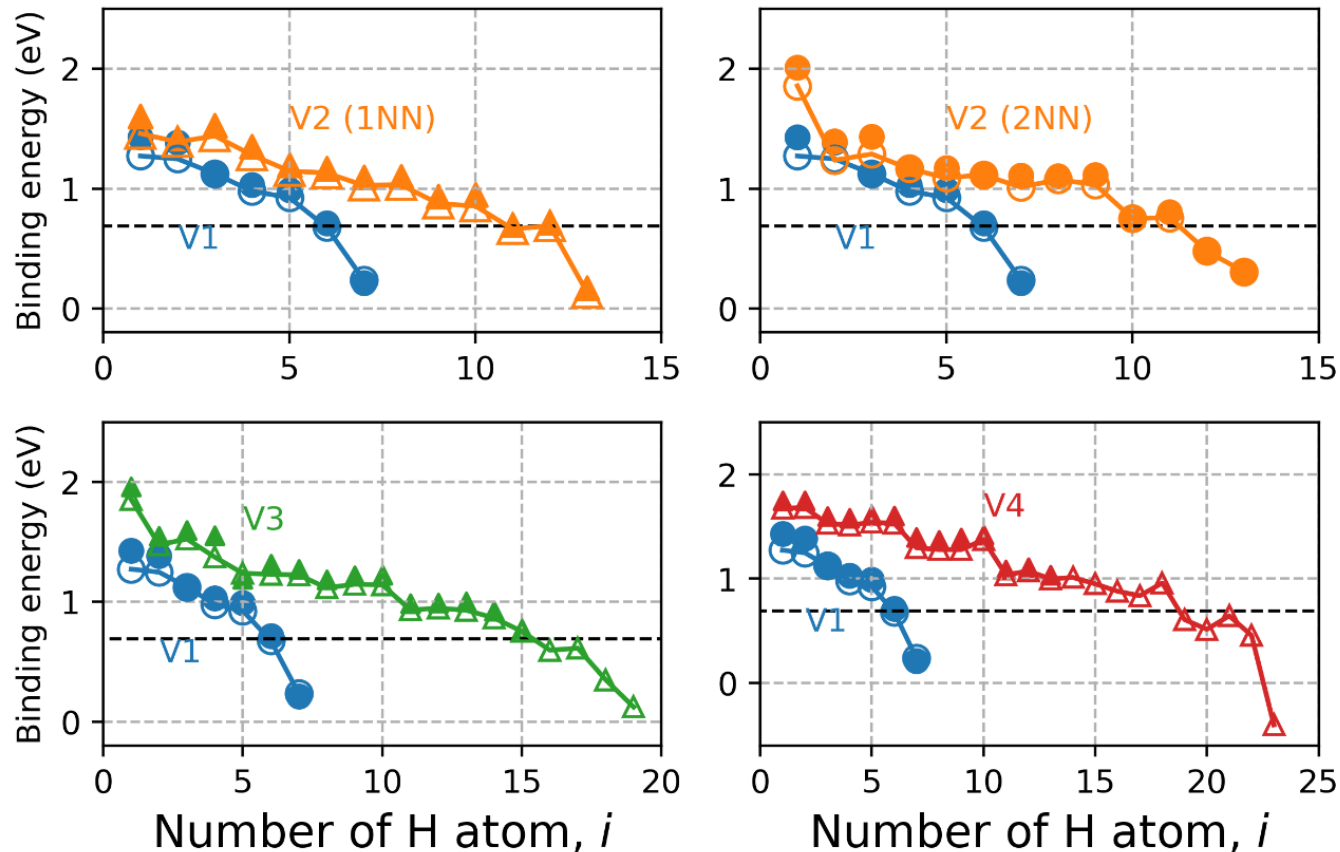 Binding energy (eV)
2
1
0
V2 (1NN)
V1
0 5 10 15
2
1
0
V2 (2NN)
V1
0 5 10 15
Binding energy (eV)
2
1
0
V3
V1
0 5 10 15 20
Number of H atom, i
2
1
0
V4
V1
0 5 10 15 20 25
Number of H atom, i